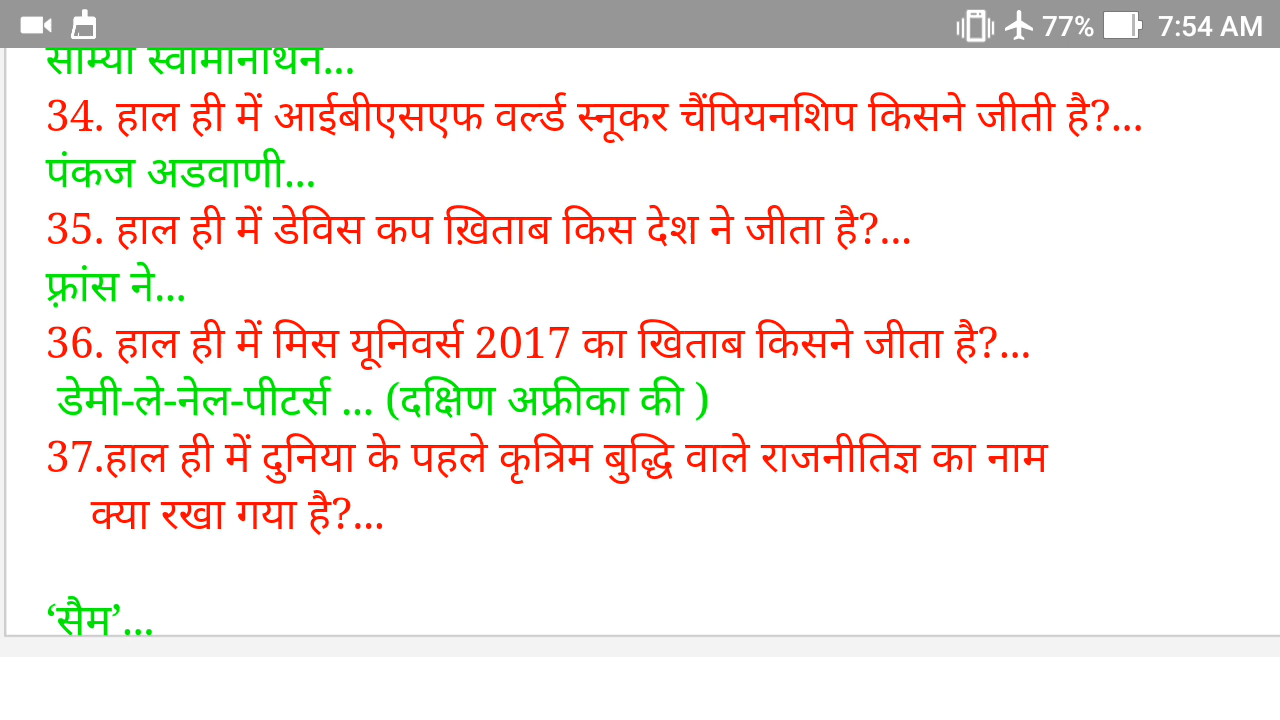 77% 7:54 AM
सौम्या स्वामीनाथन...
34. हाल ही में आईबीएसएफ वर्ल्ड स्नूकर चैंपियनशिप किसने जीती है?...
पंकज अडवाणी...
35. हाल ही में डेविस कप ख़िताब किस देश ने जीता है?...
फ़्रांस ने...
36. हाल ही में मिस यूनिवर्स 2017 का खिताब किसने जीता है?...
डेमी-ले-नेल-पीटर्स ... (दक्षिण अफ्रीका की )
37.हाल ही में दुनिया के पहले कृत्रिम बुद्धि वाले राजनीतिज्ञ का नाम
क्या रखा गया है?...
‘सैम’...